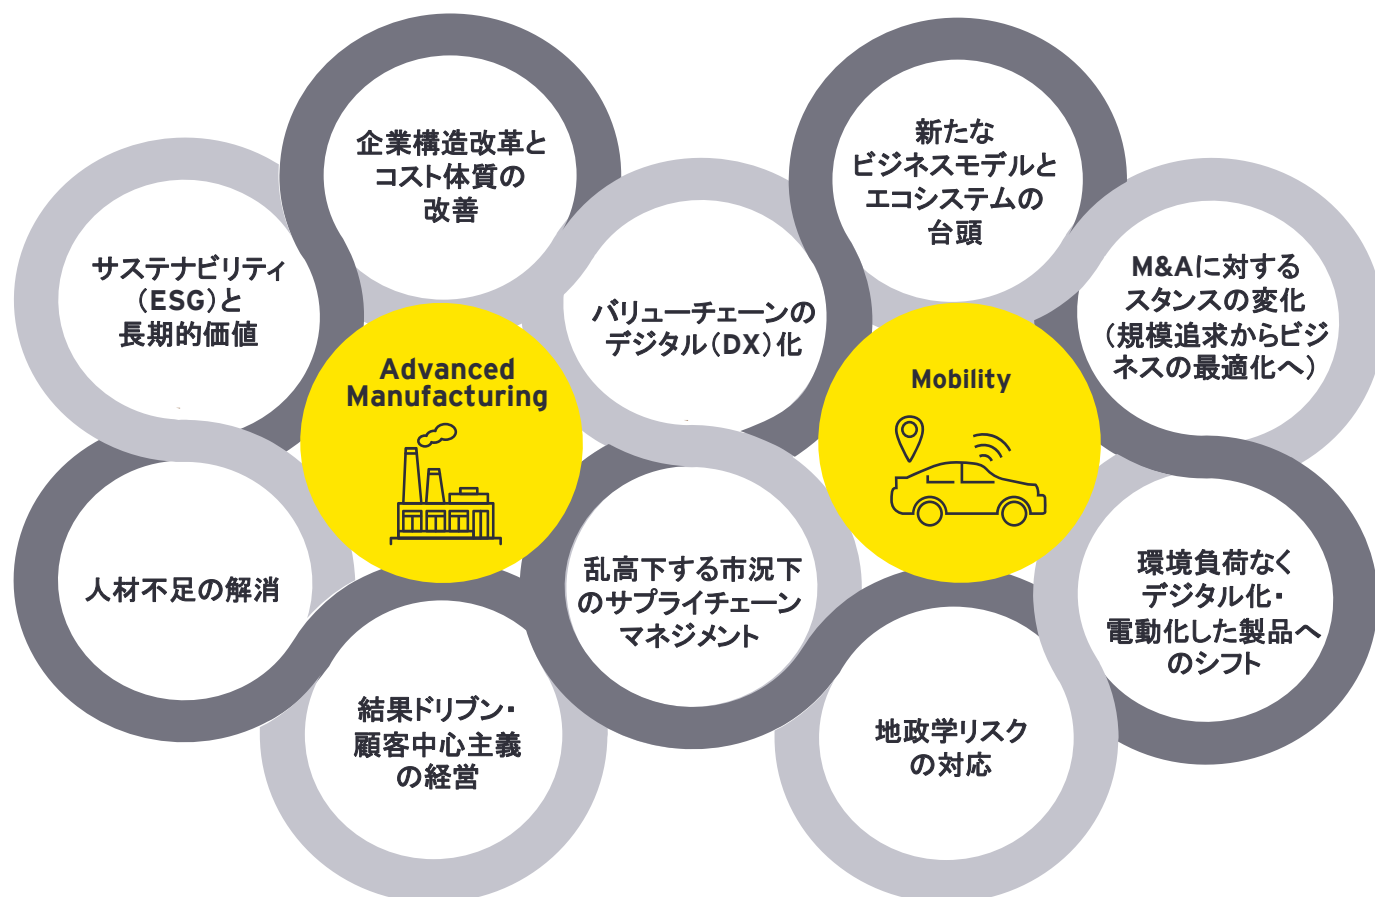 企業構造改革と
コスト体質の
改善
新たな
ビジネスモデルと
エコシステムの
台頭
サステナビリティ
（ESG）と
長期的価値
バリューチェーンの
デジタル（DX）化
M&Aに対する
スタンスの変化
（規模追求からビジ
ネスの最適化へ）
Advanced
Manufacturing
Mobility
人材不足の解消
乱高下する市況下
のサプライチェーン
マネジメント
環境負荷なく
デジタル化・
電動化した製品へ
のシフト
結果ドリブン・
顧客中心主義
の経営
地政学リスク
の対応